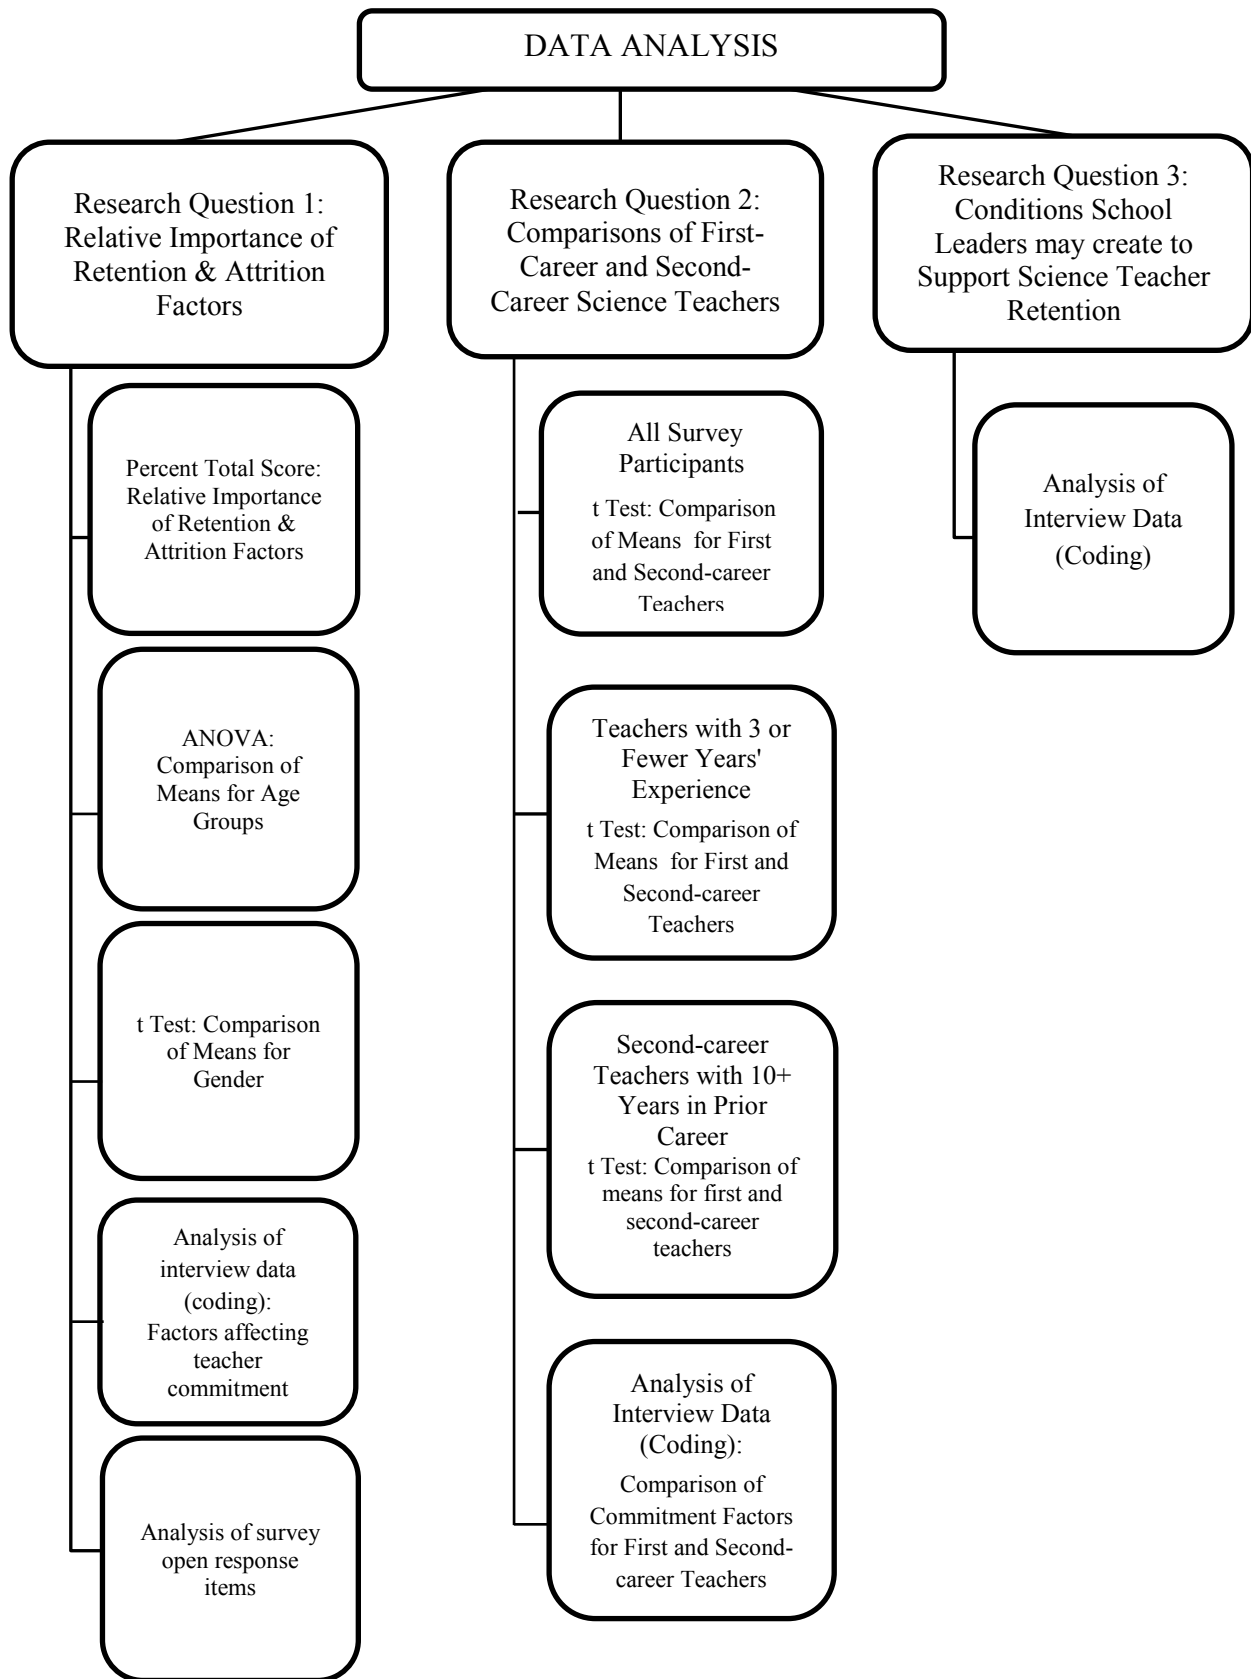 DATA ANALYSIS
Research Question 1:
Relative Importance of
Retention & Attrition
Factors
Percent Total Score:
Relative Importance
of Retention &
Attrition Factors
ANOVA:
Comparison of
Means for Age
Groups
t Test: Comparison
of Means for
Gender
Analysis of
interview data
(coding):
Factors affecting
teacher
commitment
Analysis of survey
open response
items
Research Question 2:
Comparisons of First-
Career and Second-
Career Science Teachers
All Survey
Participants
t Test: Comparison
of Means for First
and Second-career
Teachers
Teachers with 3 or
Fewer Years'
Experience
t Test: Comparison of
Means for First and
Second-career
Teachers
Second-career
Teachers with 10+
Years in Prior
Career
t Test: Comparison of
means for first and
second-career
teachers
Analysis of
Interview Data
(Coding):
Comparison of
Commitment Factors
for First and Second-
career Teachers
Research Question 3:
Conditions School
Leaders may create to
Support Science Teacher
Retention
Analysis of
Interview Data
(Coding)